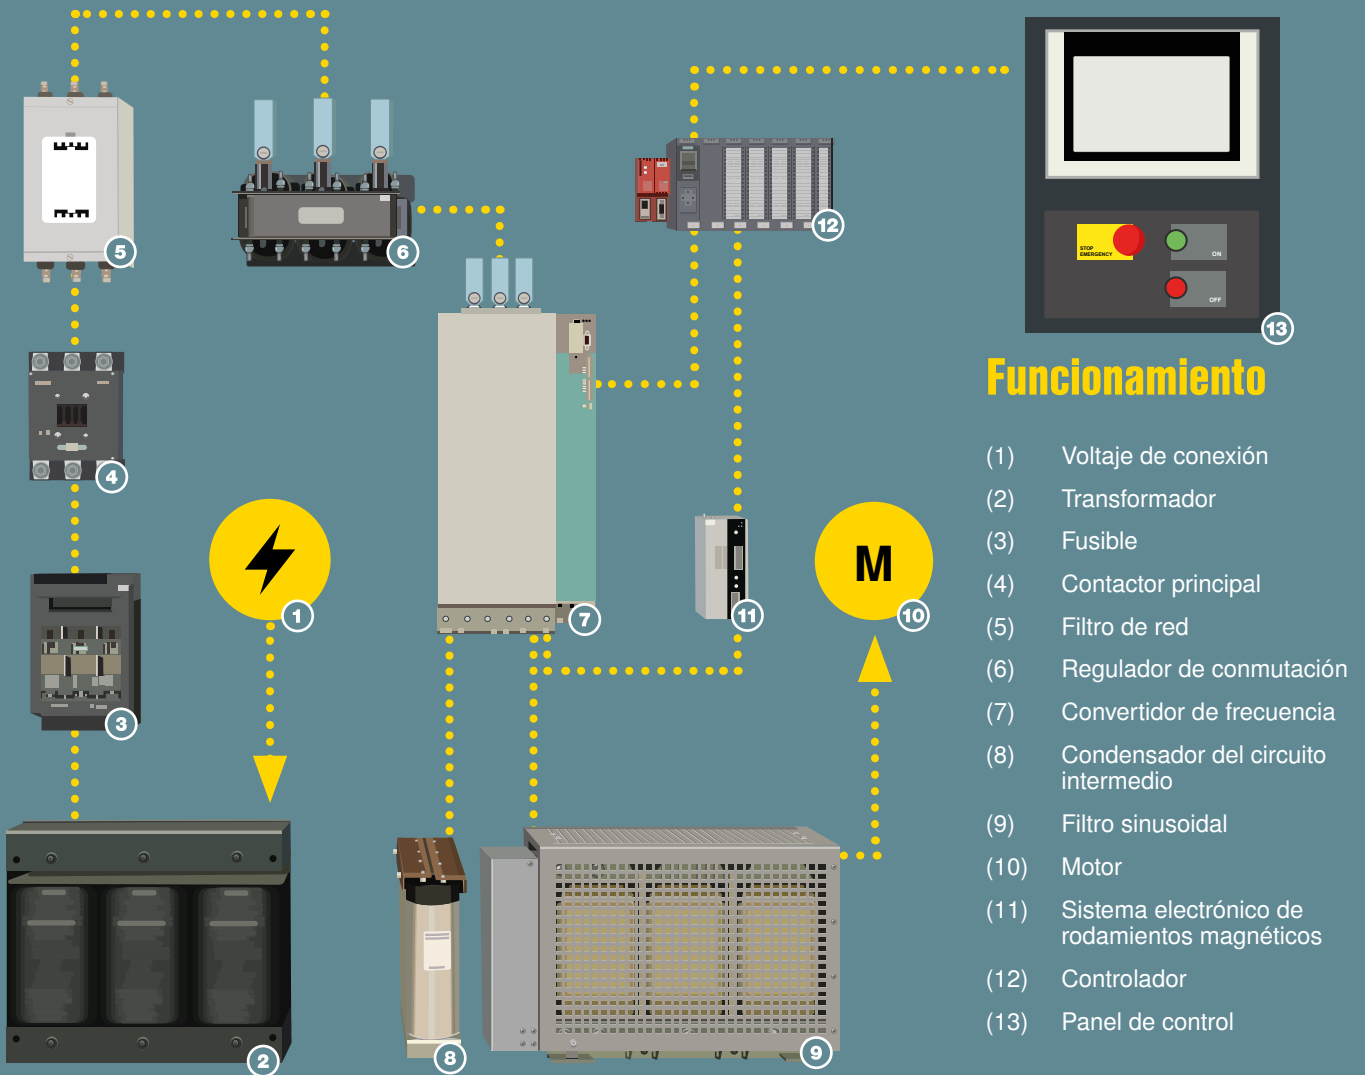 5
6
12
STOP
EMERGENCY
ON
OFF
13
4
3
1
7
11
M
10
2
8
9
Funcionamiento
(1) Voltaje de conexión
(2) Transformador
(3) Fusible
(4) Contactor principal
(5) Filtro de red
(6) Regulador de conmutación
(7) Convertidor de frecuencia
(8) Condensador del circuito
intermedio
(9) Filtro sinusoidal
(10) Motor
(11) Sistema electrónico de
rodamientos magnéticos
(12) Controlador
(13) Panel de control